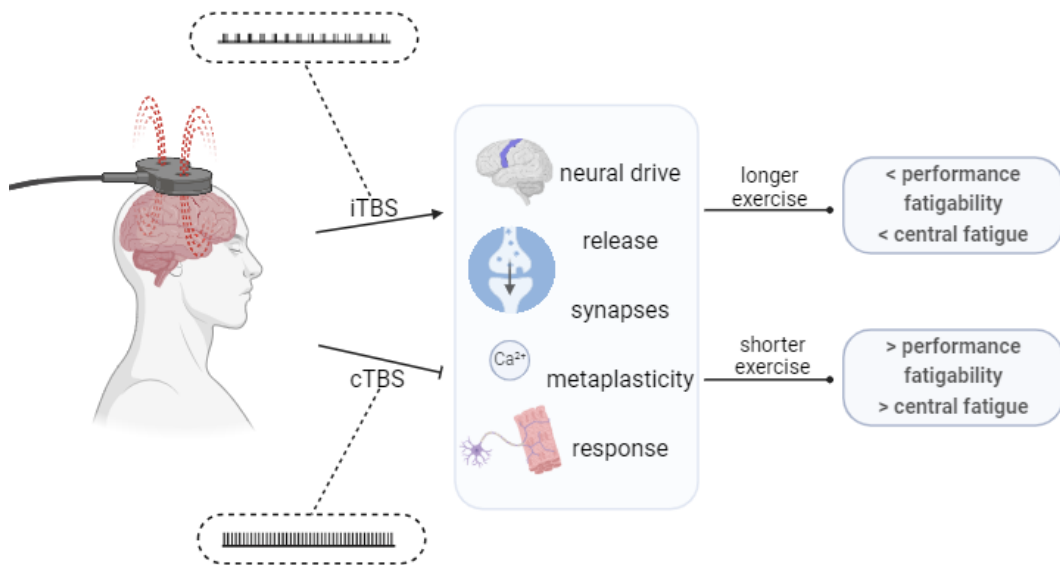 iTBS
cTBS
neural drive
release
synapses
Ca²⁺
metaplasticity
response
longer
exercise
< performance
fatigability
< central fatigue
shorter
exercise
> performance
fatigability
> central fatigue